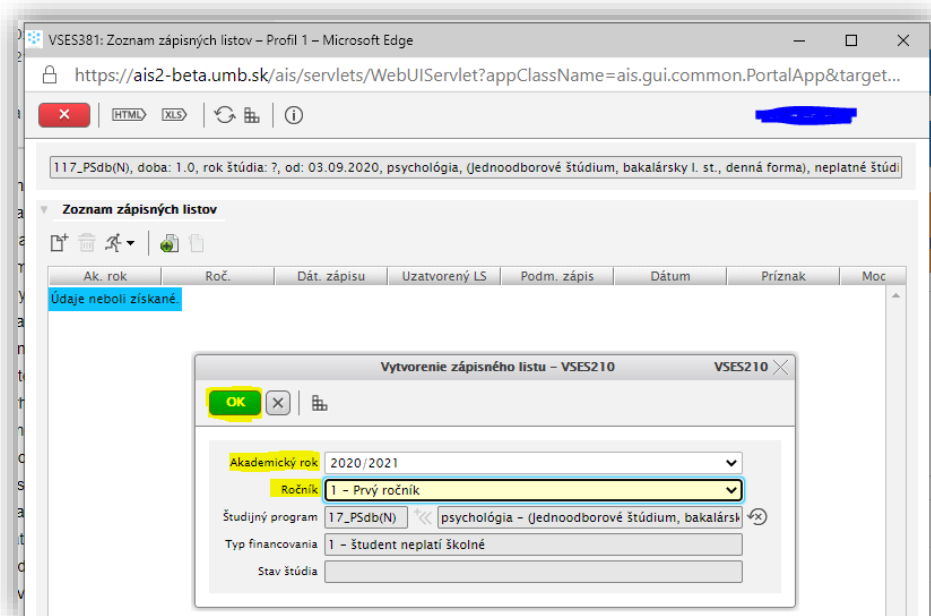 VSES381: Zoznam zápisných listov – Profil 1 – Microsoft Edge
https://ais2-beta.umb.sk/ais/servlets/WebUIServlet?appClassName=ais.gui.common.PortalApp&target...
HTML XLS
117_PSdb(N), doba: 1.0, rok štúdia: ?, od: 03.09.2020, psychológia, (Jednoodborové štúdium, bakalársky I. st., denná forma), neplatné štúdi
Zoznam zápisných listov
Ak. rok Roč. Dát. zápisu Uzatvorený LS Podm. zápis Dátum Príznak Moc
Údaje neboli získané.
Vytvorenie zápisného listu – VSES210 VSES210
OK
Akademický rok 2020/2021
Ročník 1 – Prvý ročník
Študijný program 17_PSdb(N) psychológia – (Jednoodborové štúdium, bakalársk
Typ financovania 1 – študent neplatí školné
Stav štúdia